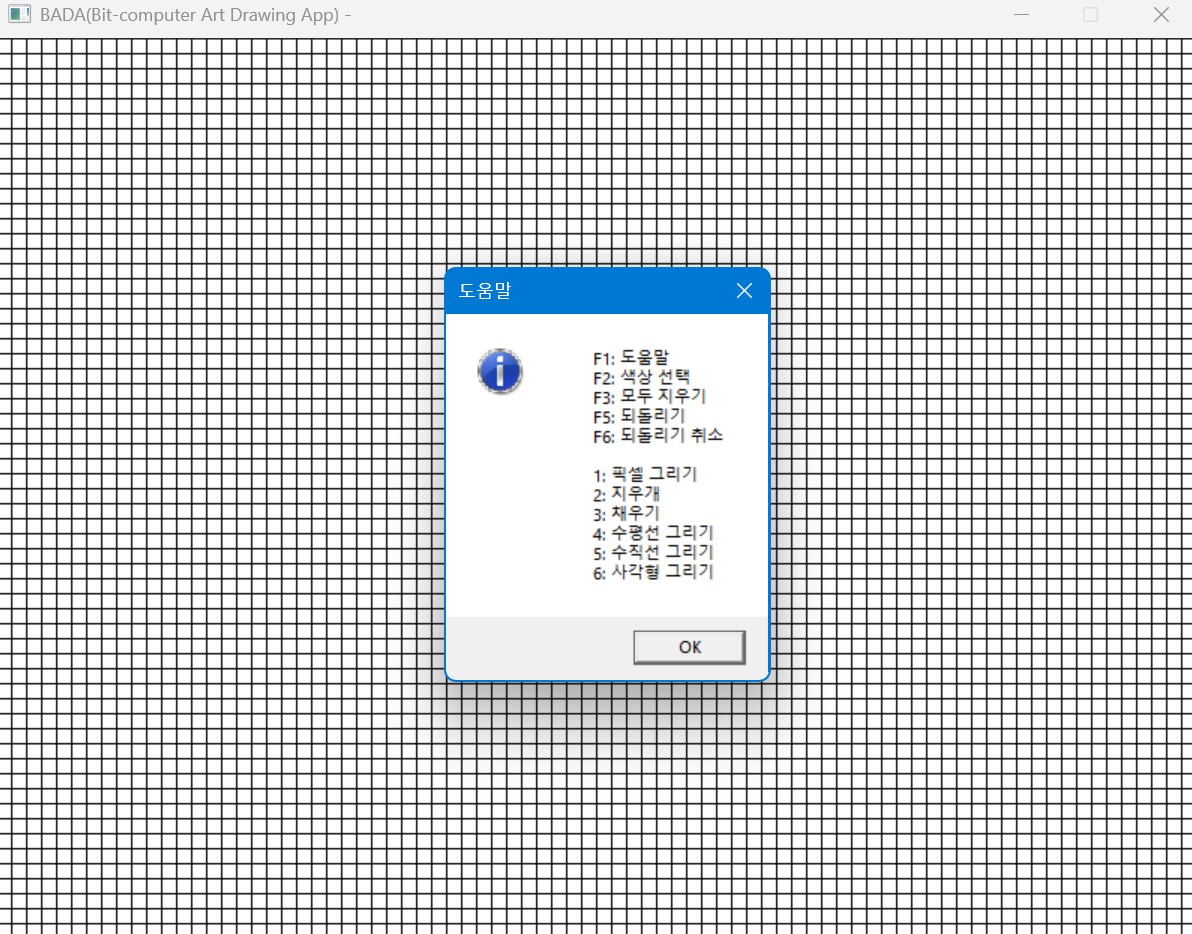 BADA(Bit-computer Art Drawing App) -
도움말
F1: 도움말
F2: 색상 선택
F3: 모두 지우기
F5: 되돌리기
F6: 되돌리기 취소
1: 픽셀 그리기
2: 지우개
3: 채우기
4: 수평선 그리기
5: 수직선 그리기
6: 사각형 그리기
OK